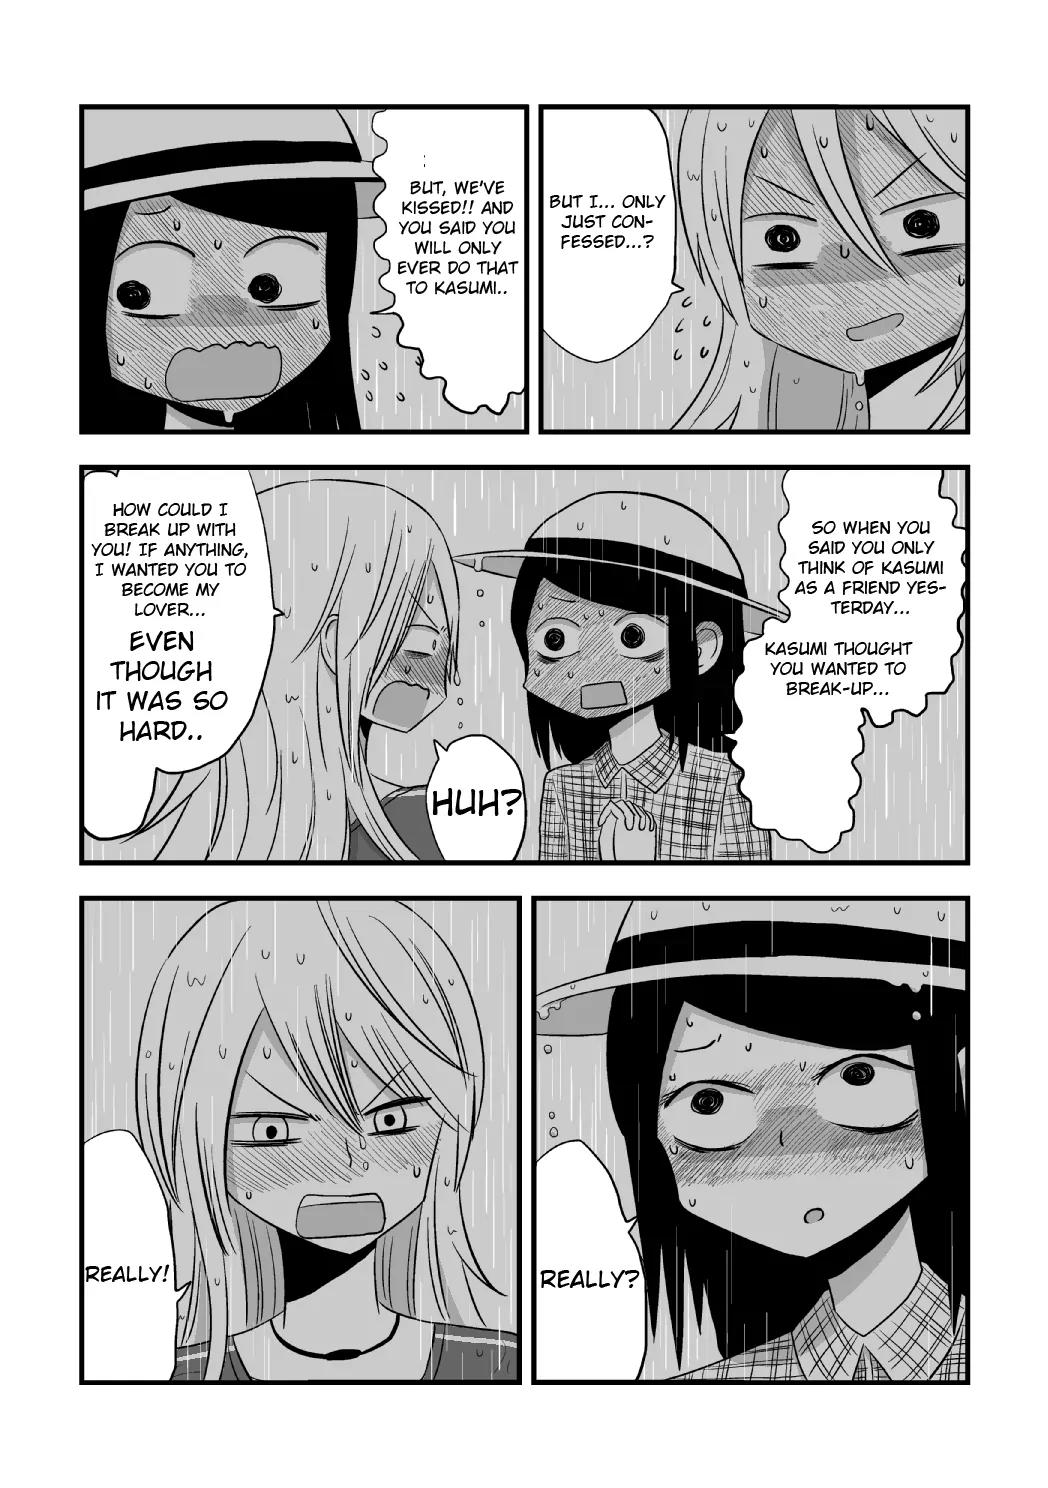 BUT I... ONLY
JUST CON-
FESSED...?
BUT, WE'VE
KISSED!! AND
YOU SAID YOU
WILL ONLY
EVER DO THAT
TO KASUMI..
SO WHEN YOU
SAID YOU ONLY
THINK OF KASUMI
AS A FRIEND YES-
TERDAY...
KASUMI THOUGHT
YOU WANTED TO
BREAK-UP...
HUH?
HOW COULD I
BREAK UP WITH
YOU! IF ANYTHING,
I WANTED YOU TO
BECOME MY
LOVER...
EVEN
THOUGH
IT WAS SO
HARD..
REALLY?
REALLY!